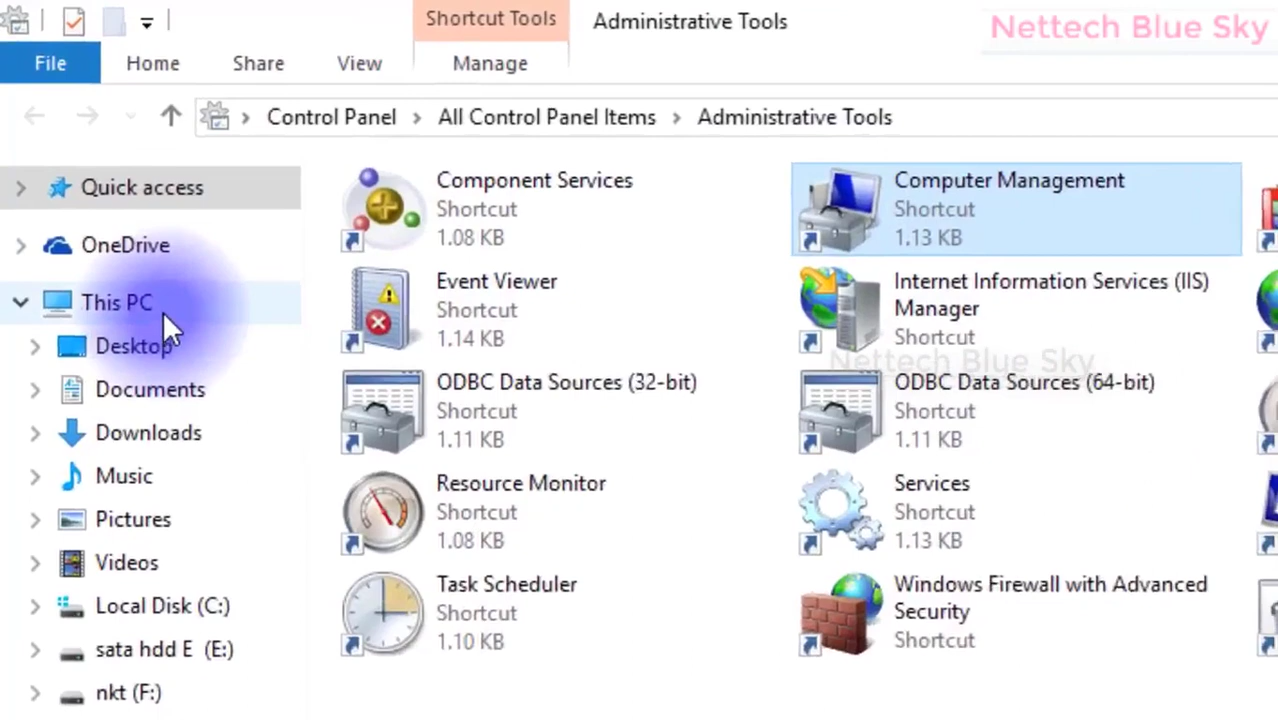 Shortcut Tools
Administrative Tools
Nettech Blue Sky
File
Home
Share
View
Manage
Control Panel
All Control Panel Items
Administrative Tools
Quick access
OneDrive
This PC
Desktop
Documents
Downloads
Music
Pictures
Videos
Local Disk (C:)
sata hdd E (E:)
nkt (F:)
Component Services
Shortcut
1.08 KB
Computer Management
Shortcut
1.13 KB
Event Viewer
Shortcut
1.14 KB
Internet Information Services (IIS)
Manager
Shortcut
Nettech Blue Sky
ODBC Data Sources (32-bit)
Shortcut
1.11 KB
ODBC Data Sources (64-bit)
Shortcut
1.11 KB
Resource Monitor
Shortcut
1.08 KB
Services
Shortcut
1.13 KB
Task Scheduler
Shortcut
1.10 KB
Windows Firewall with Advanced
Security
Shortcut